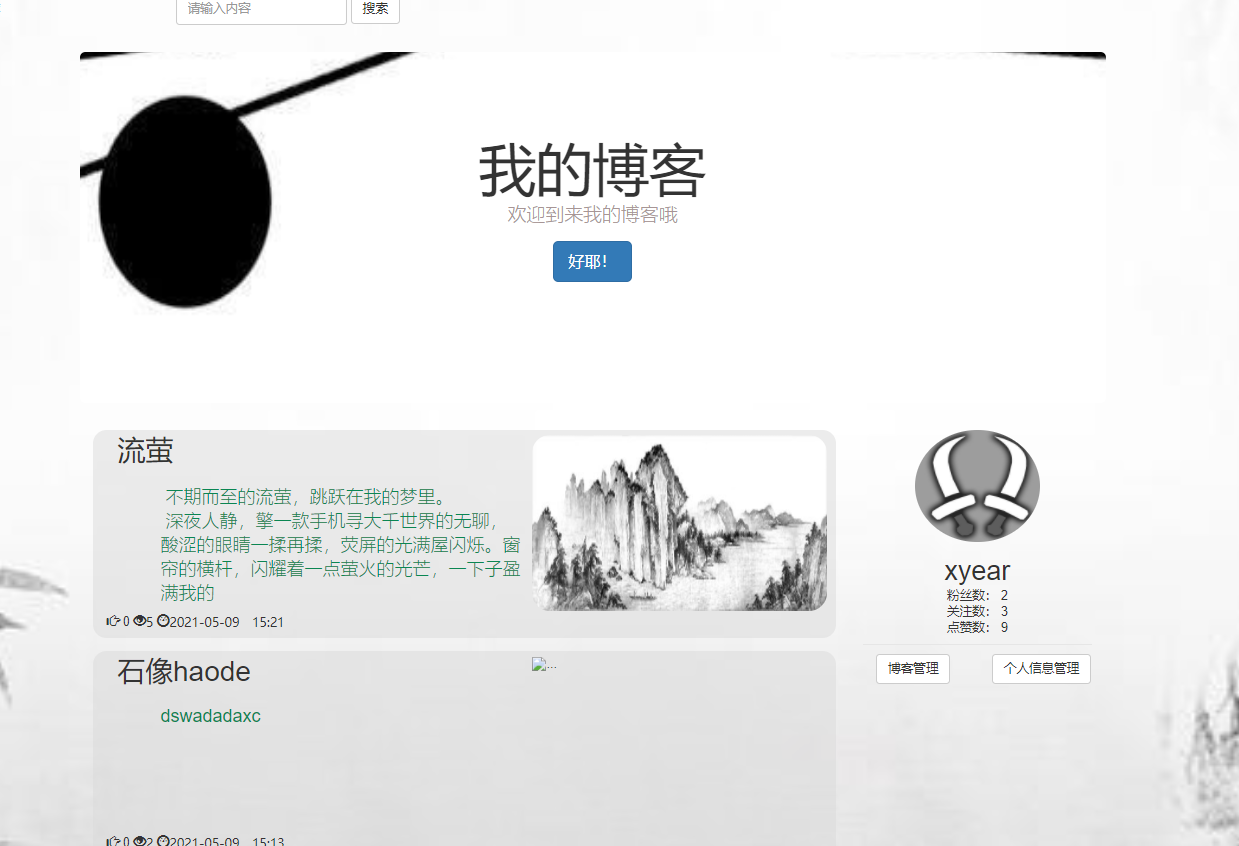 请输入内容 搜索
我的博客
欢迎到来我的博客哦
好耶！
流萤
不期而至的流萤，跳跃在我的梦里。
深夜人静，擎一款手机寻大千世界的无聊，
酸涩的眼睛一揉再揉，荧屏的光满屋闪烁。窗
帘的横杆，闪耀着一点萤火的光芒，一下子盈
满我的
0 5 2021-05-09 15:21
石像haode
...
dswadadaxc
0 2 2021-05-09 15:13
xyear
粉丝数： 2
关注数： 3
点赞数： 9
博客管理 个人信息管理